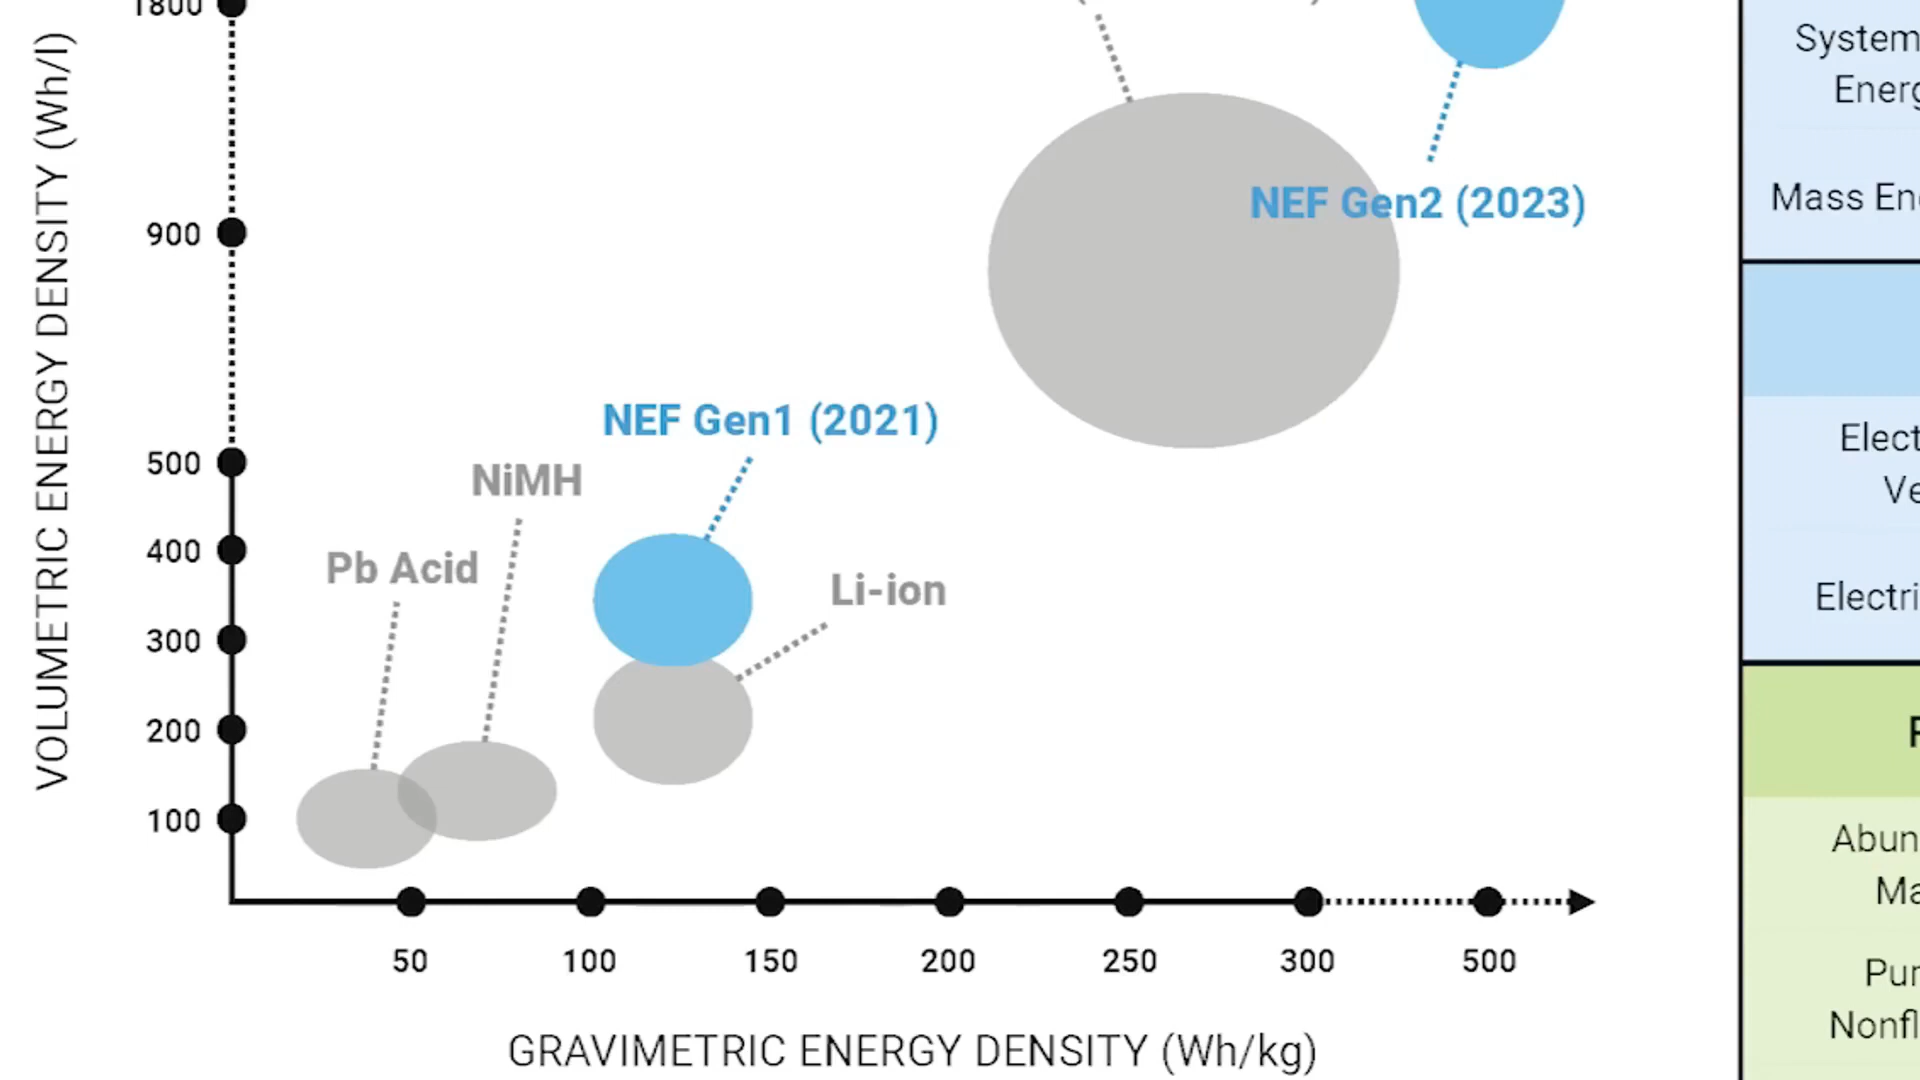 1800
VOLUMETRIC ENERGY DENSITY (Wh/l)
900
500
400
300
200
100
NEF Gen2 (2023)
NEF Gen1 (2021)
NiMH
Pb Acid
Li-ion
50 100 150 200 250 300 500
GRAVIMETRIC ENERGY DENSITY (Wh/kg)
System
Energ
Mass En
Elect
Ve
Electri
Abun
Ma
Pur
Nonfl